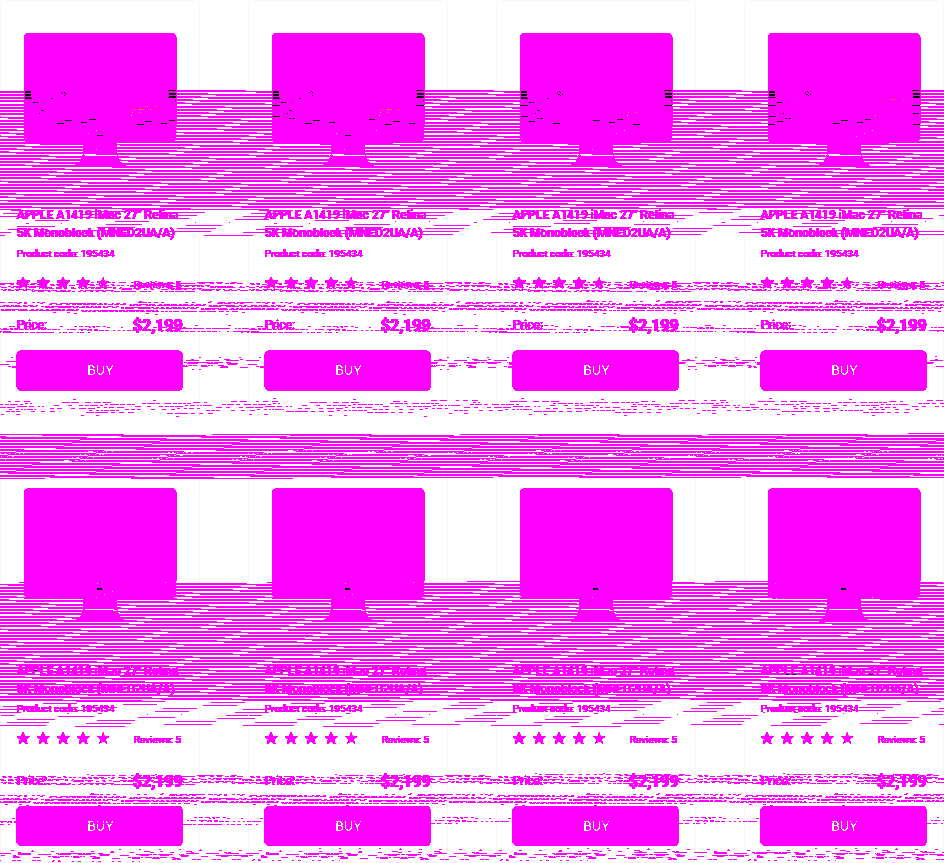 APPLE A1419 iMac 27" Retina APPLE A1419 iMac 27" Retina APPLE A1419 iMac 27" Retina APPLE A1419 iMac 27" Retina
5K Monoblock (MNED2UA/A) 5K Monoblock (MNED2UA/A) 5K Monoblock (MNED2UA/A) 5K Monoblock (MNED2UA/A)
Product code: 195434 Product code: 195434 Product code: 195434 Product code: 195434
Reviews: 5 Reviews: 5 Reviews: 5 Reviews: 5
Price: $2,199 Price: $2,199 Price: $2,199 Price: $2,199
BUY BUY BUY BUY
APPLE A1419 iMac 27" Retina APPLE A1419 iMac 27" Retina APPLE A1419 iMac 27" Retina APPLE A1419 iMac 27" Retina
5K Monoblock (MNED2UA/A) 5K Monoblock (MNED2UA/A) 5K Monoblock (MNED2UA/A) 5K Monoblock (MNED2UA/A)
Product code: 195434 Product code: 195434 Product code: 195434 Product code: 195434
Reviews: 5 Reviews: 5 Reviews: 5 Reviews: 5
Price: $2,199 Price: $2,199 Price: $2,199 Price: $2,199
BUY BUY BUY BUY